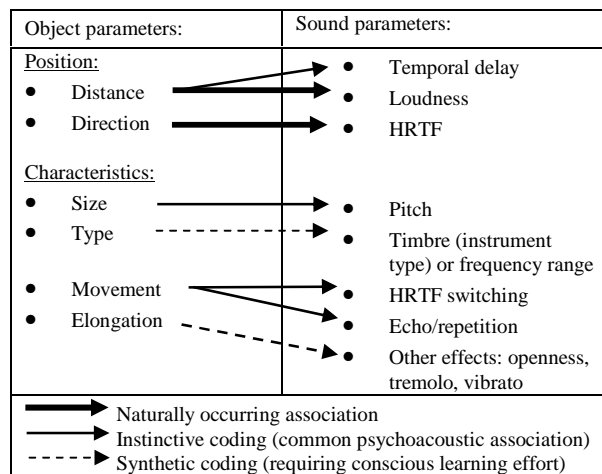 Object parameters:
Sound parameters:
Position:
● Distance
● Direction
● Temporal delay
● Loudness
● HRTF
Characteristics:
● Size
● Type
● Movement
● Elongation
● Pitch
● Timbre (instrument
type) or frequency range
● HRTF switching
● Echo/repetition
● Other effects: openness,
tremolo, vibrato
Naturally occurring association
Instinctive coding (common psychoacoustic association)
Synthetic coding (requiring conscious learning effort)